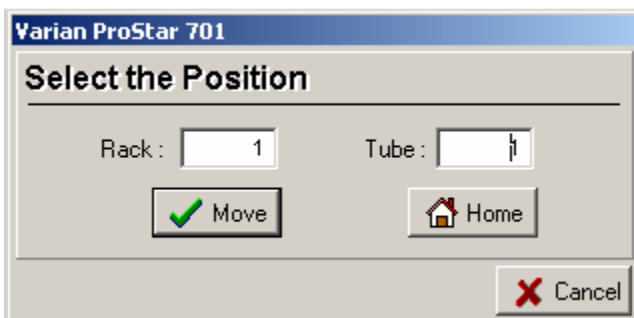 Varian ProStar 701
Select the Position
Rack : 1 Tube : 1
Move Home
Cancel